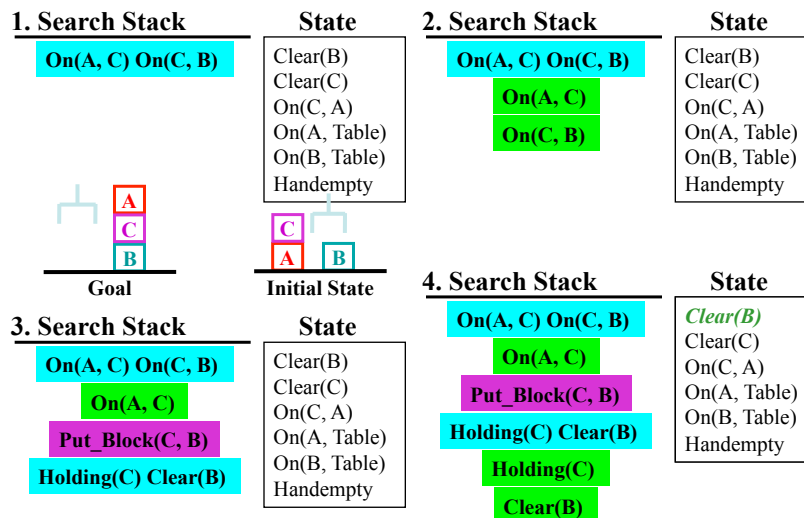 1. Search Stack
State
On(A, C) On(C, B)
Clear(B)
Clear(C)
On(C, A)
On(A, Table)
On(B, Table)
Handempty
A
C
B
Goal
C
A
B
Initial State
2. Search Stack
State
On(A, C) On(C, B)
On(A, C)
On(C, B)
Clear(B)
Clear(C)
On(C, A)
On(A, Table)
On(B, Table)
Handempty
3. Search Stack
State
On(A, C) On(C, B)
On(A, C)
Put_Block(C, B)
Holding(C) Clear(B)
Clear(B)
Clear(C)
On(C, A)
On(A, Table)
On(B, Table)
Handempty
4. Search Stack
State
On(A, C) On(C, B)
On(A, C)
Put_Block(C, B)
Holding(C) Clear(B)
Holding(C)
Clear(B)
Clear(B)
Clear(C)
On(C, A)
On(A, Table)
On(B, Table)
Handempty